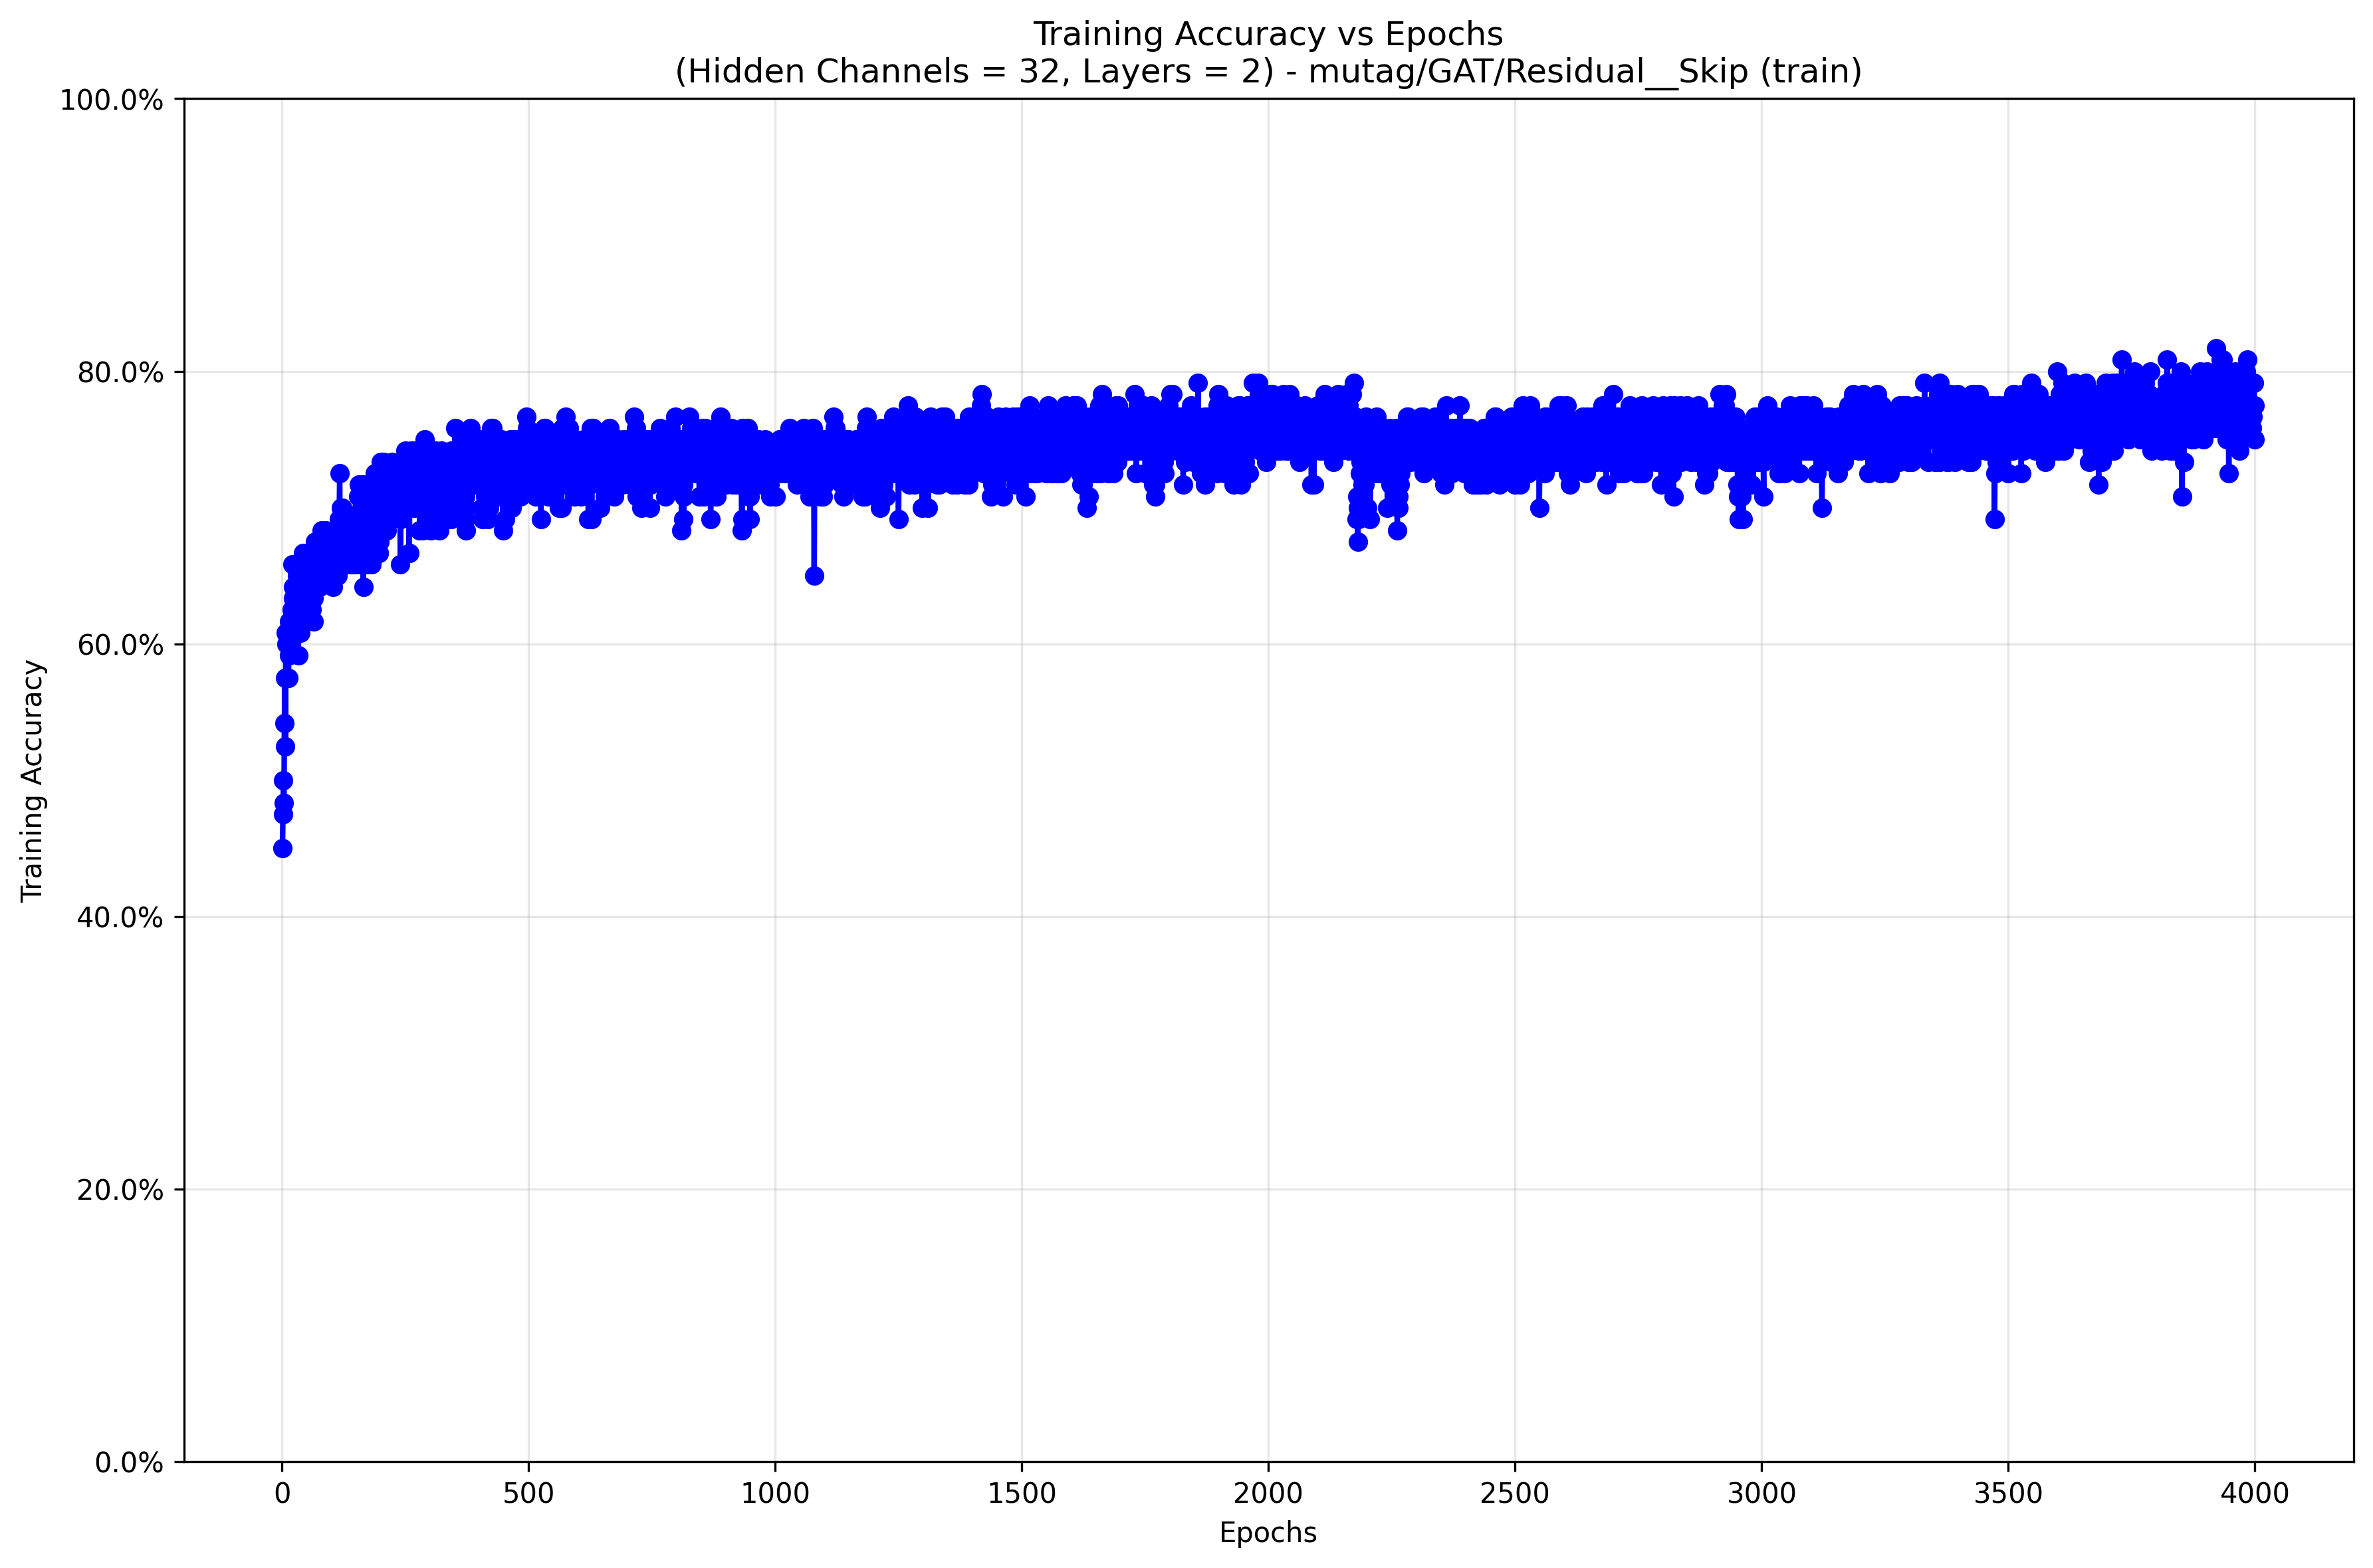 Training Accuracy vs Epochs
(Hidden Channels = 32, Layers = 2) - mutag/GAT/Residual__Skip (train)
100.0%
80.0%
60.0%
40.0%
20.0%
0.0%
Training Accuracy
0 500 1000 1500 2000 2500 3000 3500 4000
Epochs